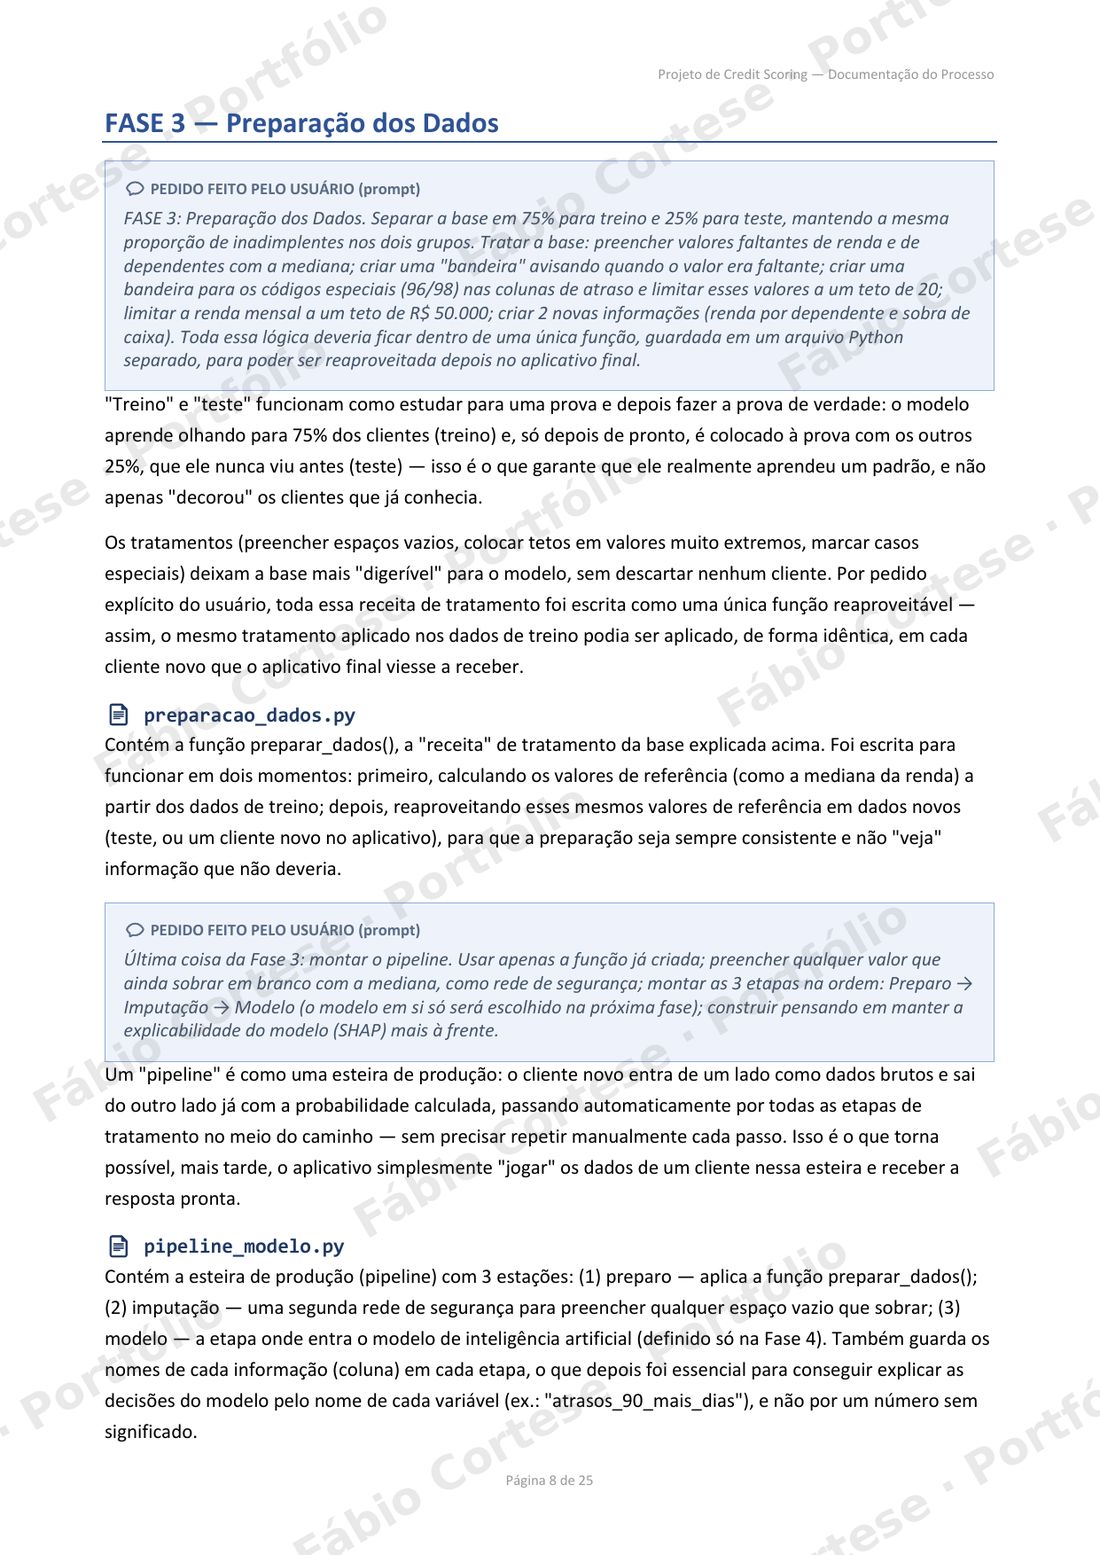 Projeto de Credit Scoring — Documentação do Processo
FASE 3 — Preparação dos Dados
PEDIDO FEITO PELO USUÁRIO (prompt)
FASE 3: Preparação dos Dados. Separar a base em 75% para treino e 25% para teste, mantendo a mesma
proporção de inadimplentes nos dois grupos. Tratar a base: preencher valores faltantes de renda e de
dependentes com a mediana; criar uma "bandeira" avisando quando o valor era faltante; criar uma
bandeira para os códigos especiais (96/98) nas colunas de atraso e limitar esses valores a um teto de 20;
limitar a renda mensal a um teto de R$ 50.000; criar 2 novas informações (renda por dependente e sobra de
caixa). Toda essa lógica deveria ficar dentro de uma única função, guardada em um arquivo Python
separado, para poder ser reaproveitada depois no aplicativo final.
"Treino" e "teste" funcionam como estudar para uma prova e depois fazer a prova de verdade: o modelo
aprende olhando para 75% dos clientes (treino) e, só depois de pronto, é colocado à prova com os outros
25%, que ele nunca viu antes (teste) — isso é o que garante que ele realmente aprendeu um padrão, e não
apenas "decorou" os clientes que já conhecia.
Os tratamentos (preencher espaços vazios, colocar tetos em valores muito extremos, marcar casos
especiais) deixam a base mais "digerível" para o modelo, sem descartar nenhum cliente. Por pedido
explícito do usuário, toda essa receita de tratamento foi escrita como uma única função reaproveitável —
assim, o mesmo tratamento aplicado nos dados de treino podia ser aplicado, de forma idêntica, em cada
cliente novo que o aplicativo final viesse a receber.
preparacao_dados.py
Contém a função preparar_dados(), a "receita" de tratamento da base explicada acima. Foi escrita para
funcionar em dois momentos: primeiro, calculando os valores de referência (como a mediana da renda) a
partir dos dados de treino; depois, reaproveitando esses mesmos valores de referência em dados novos
(teste, ou um cliente novo no aplicativo), para que a preparação seja sempre consistente e não "veja"
informação que não deveria.
PEDIDO FEITO PELO USUÁRIO (prompt)
Última coisa da Fase 3: montar o pipeline. Usar apenas a função já criada; preencher qualquer valor que
ainda sobrar em branco com a mediana, como rede de segurança; montar as 3 etapas na ordem: Preparo →
Imputação → Modelo (o modelo em si só será escolhido na próxima fase); construir pensando em manter a
explicabilidade do modelo (SHAP) mais à frente.
Um "pipeline" é como uma esteira de produção: o cliente novo entra de um lado como dados brutos e sai
do outro lado já com a probabilidade calculada, passando automaticamente por todas as etapas de
tratamento no meio do caminho — sem precisar repetir manualmente cada passo. Isso é o que torna
possível, mais tarde, o aplicativo simplesmente "jogar" os dados de um cliente nessa esteira e receber a
resposta pronta.
pipeline_modelo.py
Contém a esteira de produção (pipeline) com 3 estações: (1) preparo — aplica a função preparar_dados();
(2) imputação — uma segunda rede de segurança para preencher qualquer espaço vazio que sobrar; (3)
modelo — a etapa onde entra o modelo de inteligência artificial (definido só na Fase 4). Também guarda os
nomes de cada informação (coluna) em cada etapa, o que depois foi essencial para conseguir explicar as
decisões do modelo pelo nome de cada variável (ex.: "atrasos_90_mais_dias"), e não por um número sem
significado.
Página 8 de 25
Fábio Cortese · Portfólio